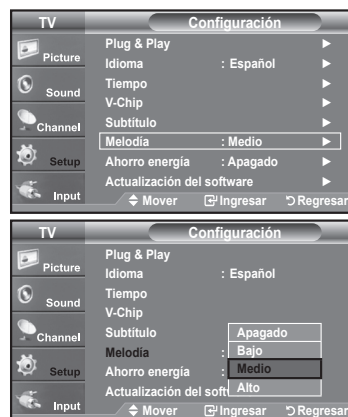 TV Configuración
Picture
Sound
Channel
Setup
Input
Plug & Play
Idioma : Español
Tiempo
V-Chip
Subtítulo
Melodía : Medio
Ahorro energía : Apagado
Actualización del software
Mover Ingresar Regresar
TV Configuración
Picture
Sound
Channel
Setup
Input
Plug & Play
Idioma : Español
Tiempo
V-Chip
Subtítulo
Melodía :
Ahorro energía :
Actualización del soft
Apagado
Bajo
Medio
Alto
Mover Ingresar Regresar